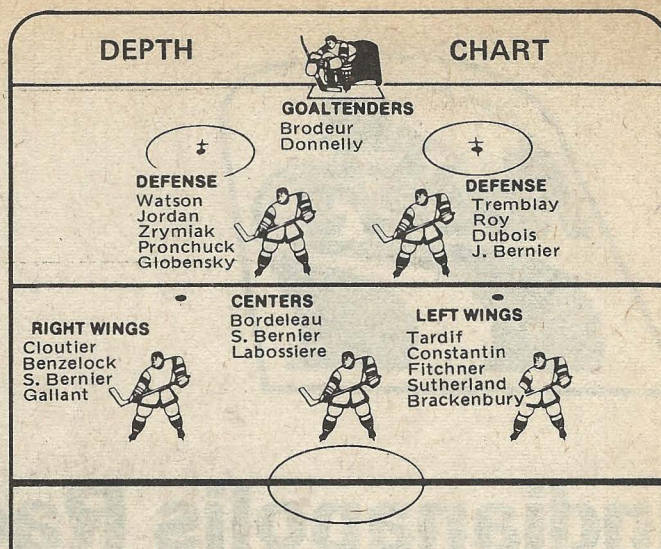 DEPTH CHART
GOALTENDERS
Brodeur
Donnelly
DEFENSE
Watson
Jordan
Zrymiak
Pronchuck
Globensky
DEFENSE
Tremblay
Roy
Dubois
J. Bernier
RIGHT WINGS
Cloutier
Benzelock
S. Bernier
Gallant
CENTERS
Bordeleau
S. Bernier
Labossiere
LEFT WINGS
Tardif
Constantin
Fitchner
Sutherland
Brackenbury